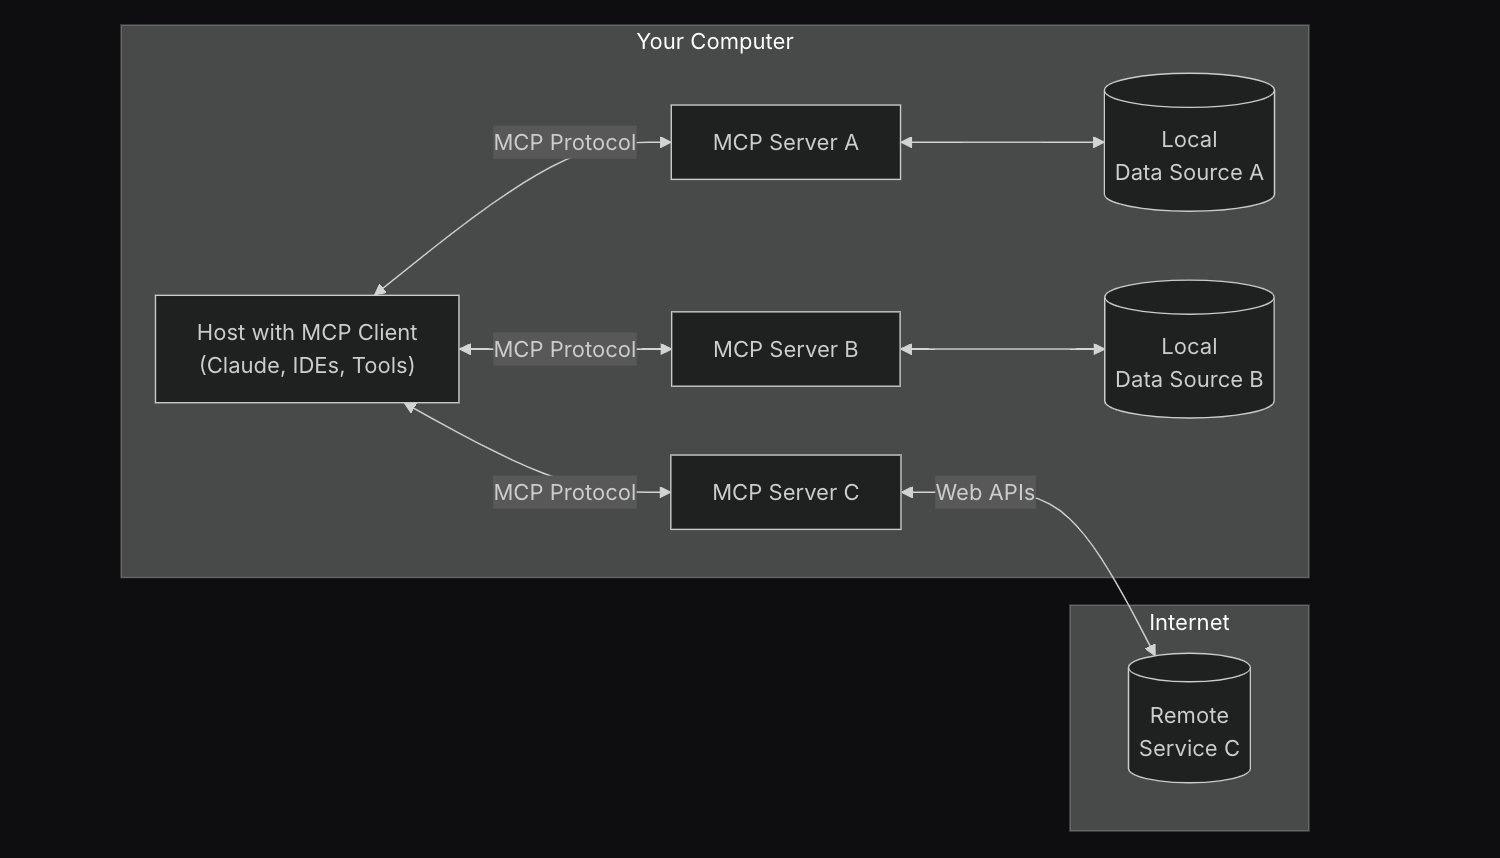 Your Computer
MCP Protocol
MCP Server A
Local
Data Source A
Host with MCP Client
(Claude, IDEs, Tools)
MCP Protocol
MCP Server B
Local
Data Source B
MCP Protocol
MCP Server C
Web APIs
Internet
Remote
Service C